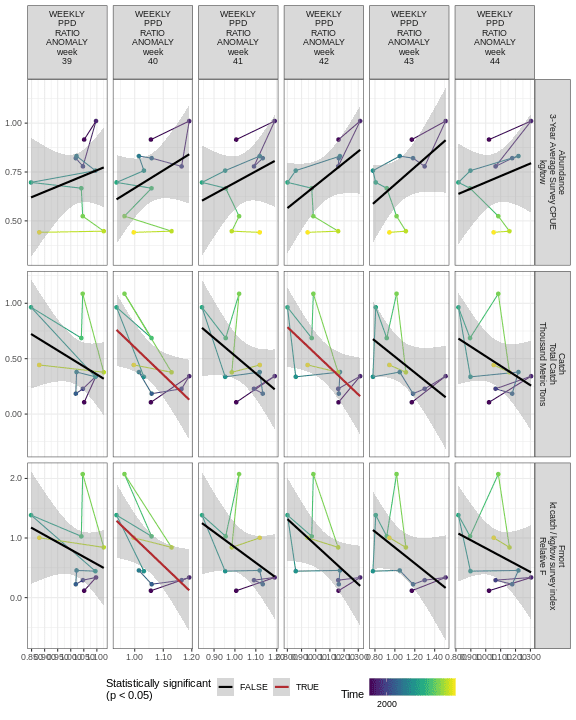 WEEKLY
PPD
RATIO
ANOMALY
week
39
WEEKLY
PPD
RATIO
ANOMALY
week
40
WEEKLY
PPD
RATIO
ANOMALY
week
41
WEEKLY
PPD
RATIO
ANOMALY
week
42
WEEKLY
PPD
RATIO
ANOMALY
week
43
WEEKLY
PPD
RATIO
ANOMALY
week
44
1.00
0.75
0.50
Abundance
3-Year Average Survey CPUE
kg/tow
1.00
0.50
0.00
Catch
Total Catch
Thousand Metric Tons
2.0
1.0
0.0
Fmort
kt catch / kg/tow survey index
Relative F
1.00 1.20
0.90 1.00 1.10
0.80 1.00 1.20 1.40
Statistically significant
(p < 0.05)
FALSE
TRUE
Time
2000